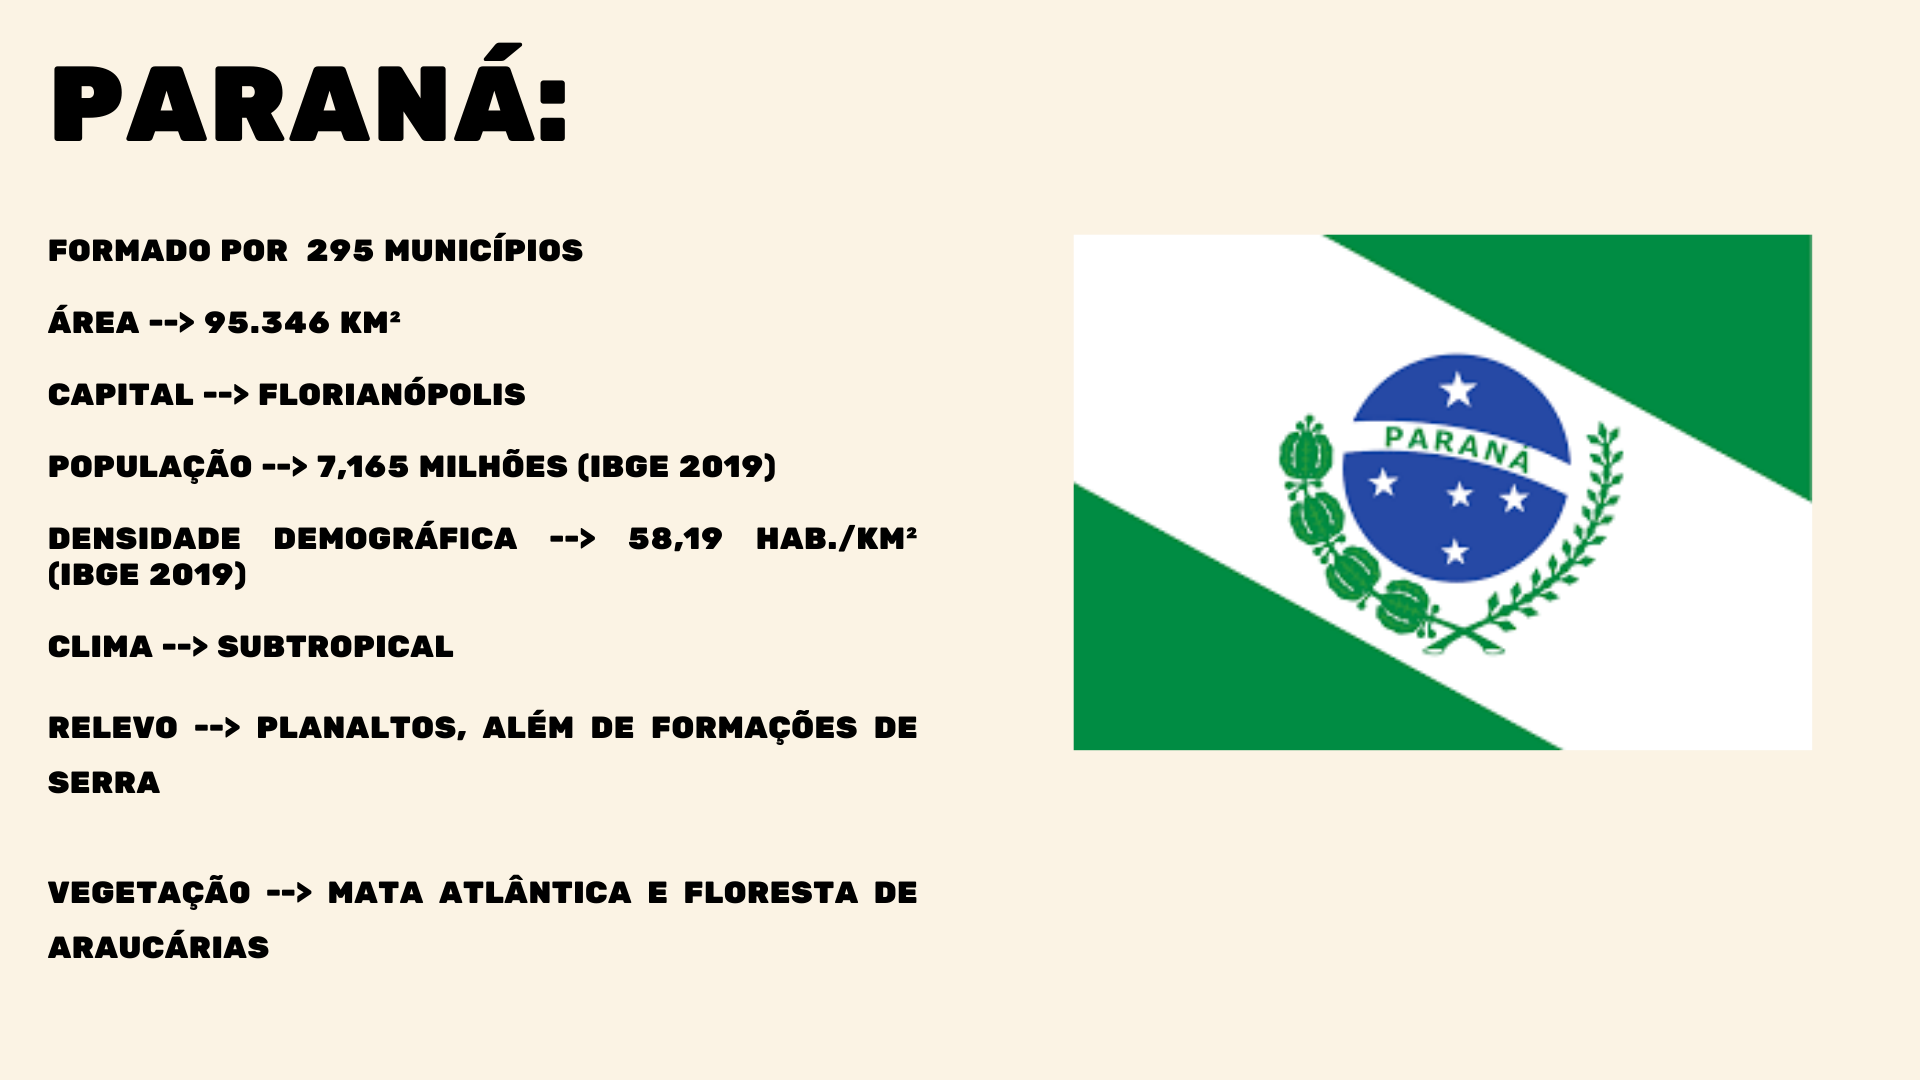 PARANÁ:
FORMADO POR 295 MUNICÍPIOS
ÁREA --> 95.346 KM²
CAPITAL --> FLORIANÓPOLIS
POPULAÇÃO --> 7,165 MILHÕES (IBGE 2019)
DENSIDADE DEMOGRÁFICA --> 58,19 HAB./KM²
(IBGE 2019)
CLIMA --> SUBTROPICAL
RELEVO --> PLANALTOS, ALÉM DE FORMAÇÕES DE
SERRA
VEGETAÇÃO --> MATA ATLÂNTICA E FLORESTA DE
ARAUCÁRIAS
PARANÁ